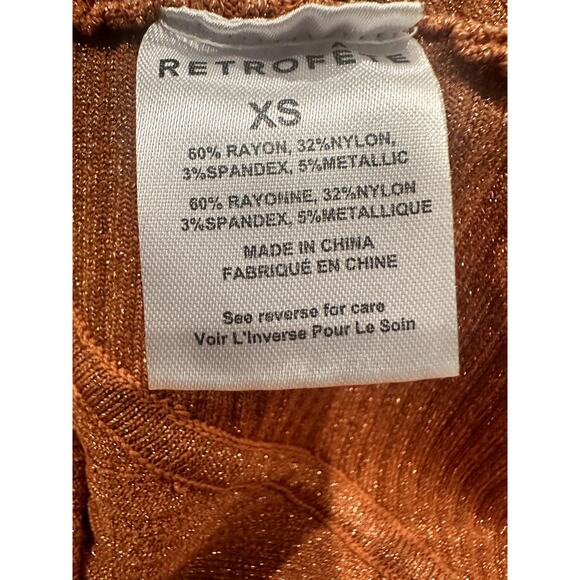 RETROFÊTE
XS
60% RAYON, 32%NYLON,
3%SPANDEX, 5%METALLIC
60% RAYONNE, 32%NYLON
3%SPANDEX, 5%METALLIQUE
MADE IN CHINA
FABRIQUÉ EN CHINE
See reverse for care
Voir L'Inverse Pour Le Soin